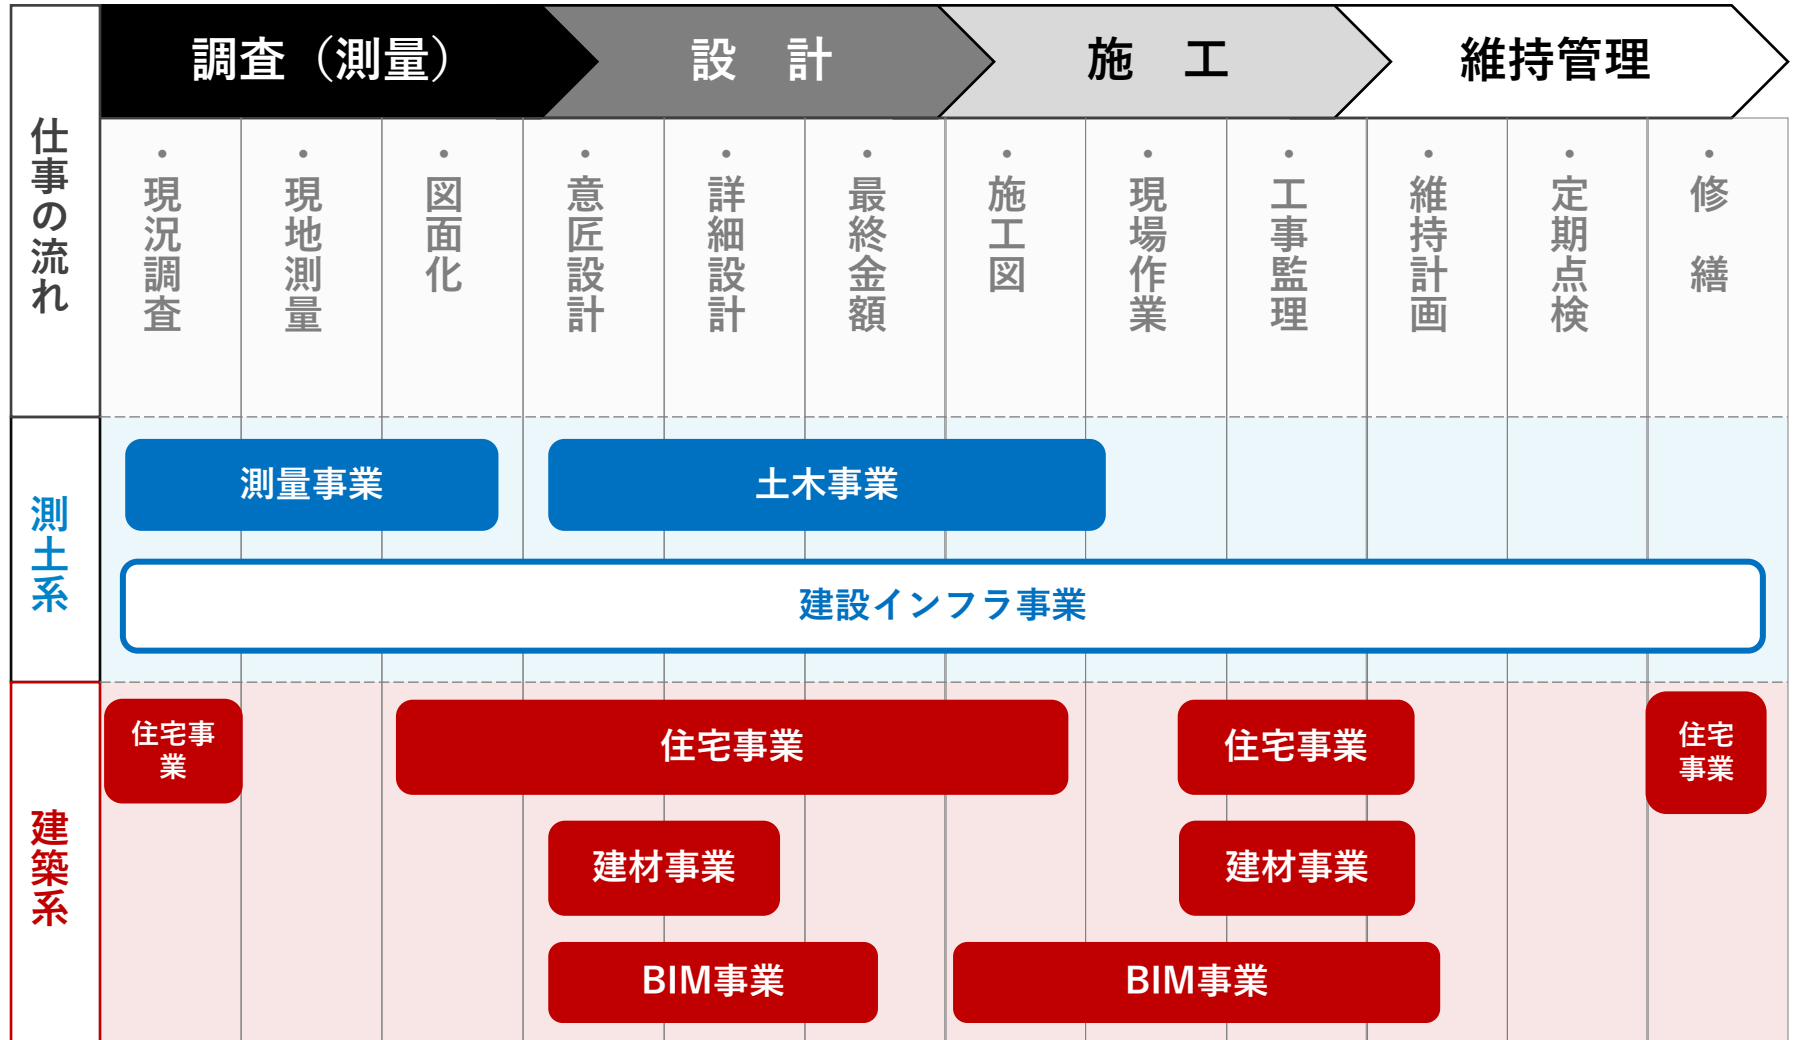 調査（測量）
設　計
施　工
維持管理
仕事の流れ
・現況調査
・現地測量
・図面化
・意匠設計
・詳細設計
・最終金額
・施工図
・現場作業
・工事監理
・維持計画
・定期点検
・修　繕
測土系
測量事業
土木事業
建設インフラ事業
建築系
住宅事
業
住宅事業
住宅事業
住宅
事業
建材事業
建材事業
BIM事業
BIM事業